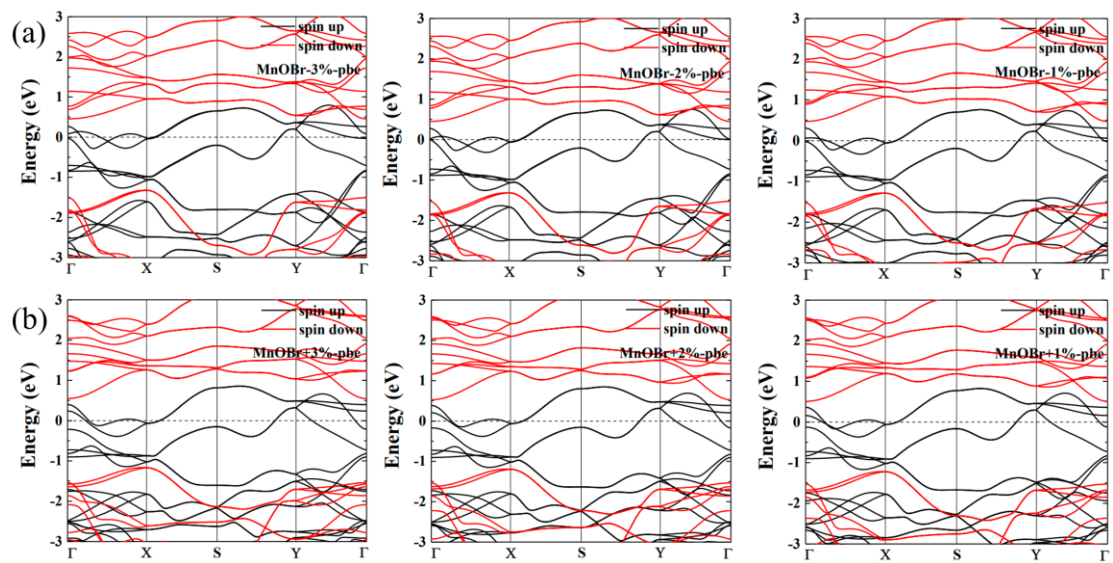 (a)
Energy (eV)
3
2
1
0
-1
-2
-3
spin up
spin down
MnOBr-3%-pbe
Γ X S Y Γ
Energy (eV)
3
2
1
0
-1
-2
-3
spin up
spin down
MnOBr-2%-pbe
Γ X S Y Γ
Energy (eV)
3
2
1
0
-1
-2
-3
spin up
spin down
MnOBr-1%-pbe
Γ X S Y Γ
(b)
Energy (eV)
3
2
1
0
-1
-2
-3
spin up
spin down
MnOBr+3%-pbe
Γ X S Y Γ
Energy (eV)
3
2
1
0
-1
-2
-3
spin up
spin down
MnOBr+2%-pbe
Γ X S Y Γ
Energy (eV)
3
2
1
0
-1
-2
-3
spin up
spin down
MnOBr+1%-pbe
Γ X S Y Γ